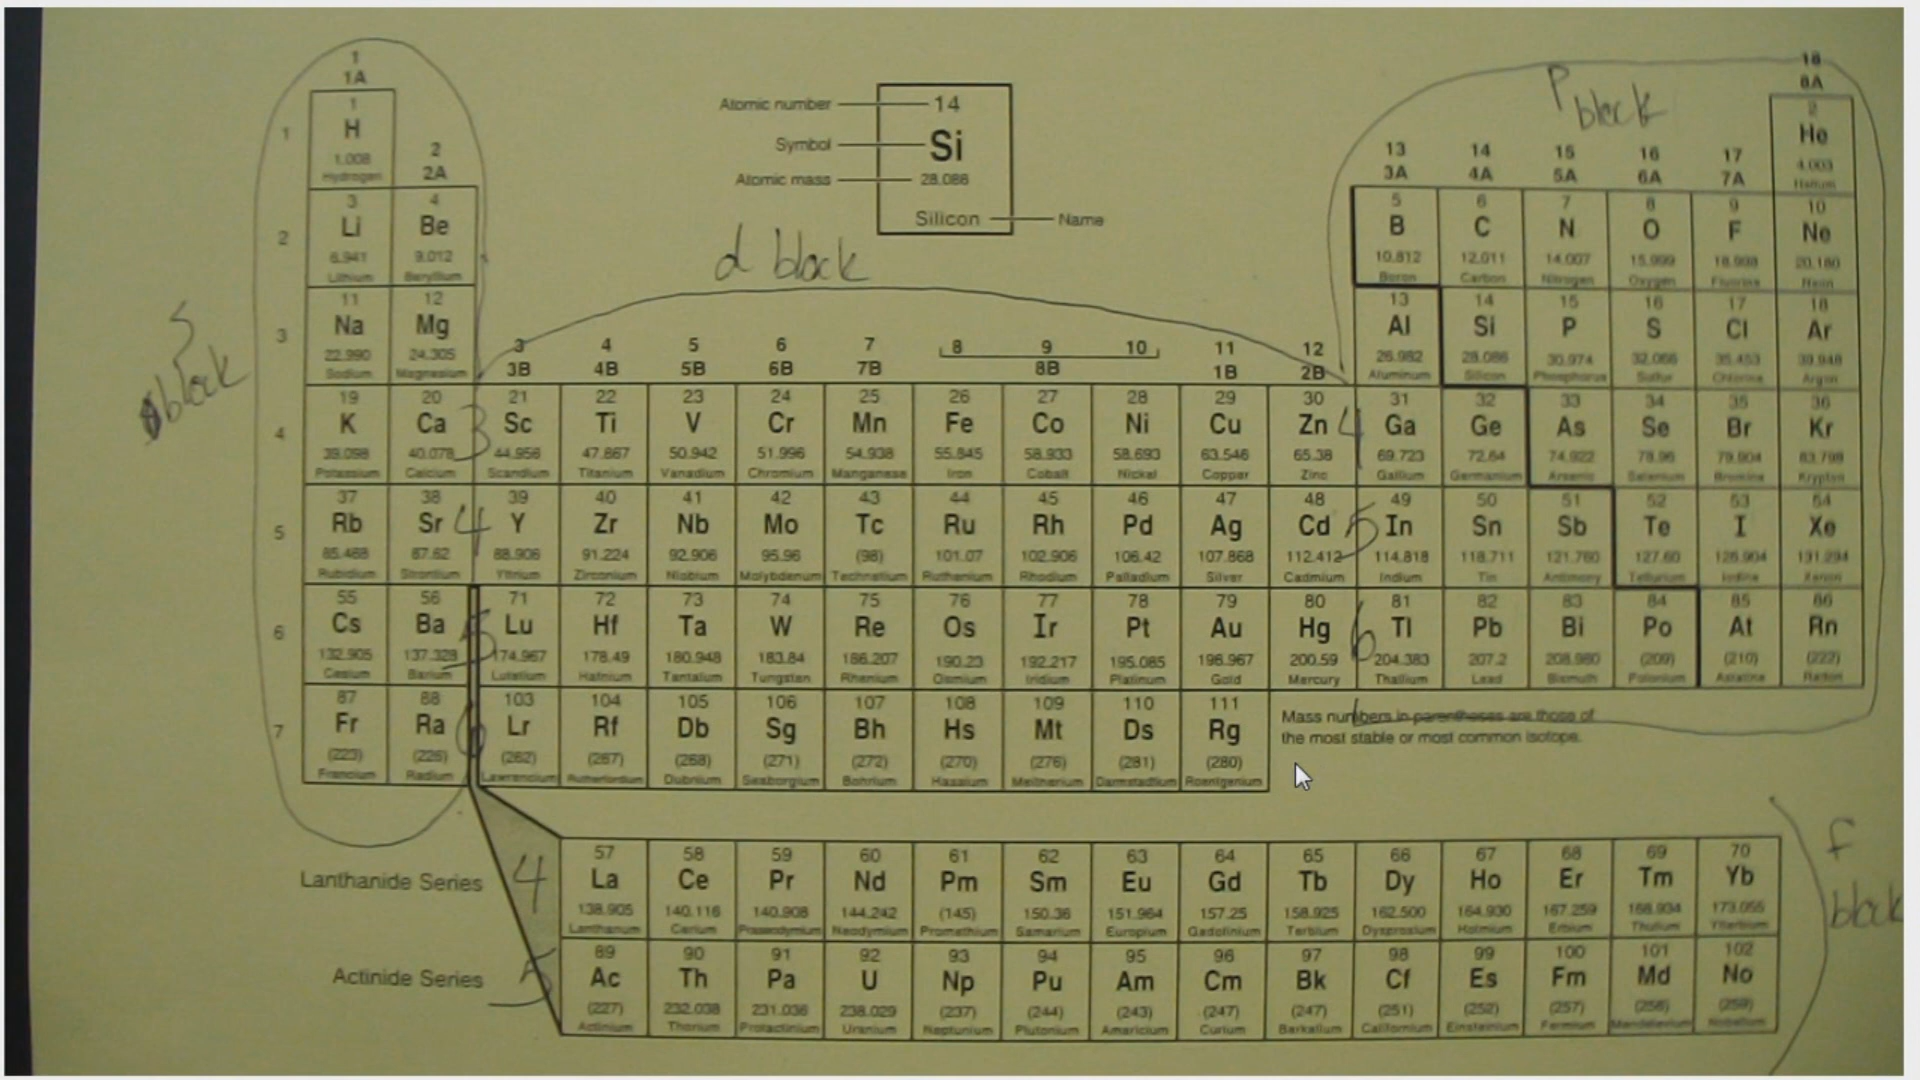 1
1A
18
8A
p
block
1
H
1.008
Hydrogen
2
He
4.003
Helium
Atomic number
14
Symbol
Si
Atomic mass
28.086
Silicon
Name
1
2
2A
13
3A
14
4A
15
5A
16
6A
17
7A
2
3 4 5 6 7 8 9 10
Li Be B C N O F Ne
6.941 9.012 10.812 12.011 14.007 15.999 18.998 20.180
Lithium Beryllium Boron Carbon Nitrogen Oxygen Fluorine Neon
d block
s
block
3
11 12 13 14 15 16 17 18
Na Mg Al Si P S Cl Ar
22.990 24.305 26.982 28.086 30.974 32.066 35.453 39.948
Sodium Magnesium Aluminum Silicon Phosphorus Sulfur Chlorine Argon
3 4 5 6 7 8 9 10 11 12
3B 4B 5B 6B 7B 8B 1B 2B
4
19 20 21 22 23 24 25 26 27 28 29 30 31 32 33 34 35 36
K Ca 3 Sc Ti V Cr Mn Fe Co Ni Cu Zn 4 Ga Ge As Se Br Kr
39.098 40.078 44.956 47.867 50.942 51.996 54.938 55.845 58.933 58.693 63.546 65.38 69.723 72.64 74.922 78.96 79.904 83.798
Potassium Calcium Scandium Titanium Vanadium Chromium Manganese Iron Cobalt Nickel Copper Zinc Gallium Germanium Arsenic Selenium Bromine Krypton
5
37 38 39 40 41 42 43 44 45 46 47 48 49 50 51 52 53 54
Rb Sr 4 Y Zr Nb Mo Tc Ru Rh Pd Ag Cd 5 In Sn Sb Te I Xe
85.468 87.62 88.906 91.224 92.906 95.96 (98) 101.07 102.906 106.42 107.868 112.412 114.818 118.711 121.760 127.60 126.904 131.294
Rubidium Strontium Yttrium Zirconium Niobium Molybdenum Technetium Ruthenium Rhodium Palladium Silver Cadmium Indium Tin Antimony Tellurium Iodine Xenon
6
55 56 71 72 73 74 75 76 77 78 79 80 81 82 83 84 85 86
Cs Ba 5 Lu Hf Ta W Re Os Ir Pt Au Hg 6 Tl Pb Bi Po At Rn
132.905 137.328 174.967 178.49 180.948 183.84 186.207 190.23 192.217 195.085 196.967 200.59 204.383 207.2 208.980 (209) (210) (222)
Cesium Barium Lutetium Hafnium Tantalum Tungsten Rhenium Osmium Iridium Platinum Gold Mercury Thallium Lead Bismuth Polonium Astatine Radon
7
87 88 103 104 105 106 107 108 109 110 111
Fr Ra 6 Lr Rf Db Sg Bh Hs Mt Ds Rg
(223) (226) (262) (267) (268) (271) (272) (270) (276) (281) (280)
Francium Radium Lawrencium Rutherfordium Dubnium Seaborgium Bohrium Hassium Meitnerium Darmstadtium Roentgenium
Mass numbers in parentheses are those of
the most stable or most common isotope.
f
block
Lanthanide Series 4
57 58 59 60 61 62 63 64 65 66 67 68 69 70
La Ce Pr Nd Pm Sm Eu Gd Tb Dy Ho Er Tm Yb
138.905 140.116 140.908 144.242 (145) 150.36 151.964 157.25 158.925 162.500 164.930 167.259 168.934 173.055
Lanthanum Cerium Praseodymium Neodymium Promethium Samarium Europium Gadolinium Terbium Dysprosium Holmium Erbium Thulium Ytterbium
Actinide Series 5
89 90 91 92 93 94 95 96 97 98 99 100 101 102
Ac Th Pa U Np Pu Am Cm Bk Cf Es Fm Md No
(227) 232.038 231.036 238.029 (237) (244) (243) (247) (247) (251) (252) (257) (258) (259)
Actinium Thorium Protactinium Uranium Neptunium Plutonium Americium Curium Berkelium Californium Einsteinium Fermium Mendelevium Nobelium